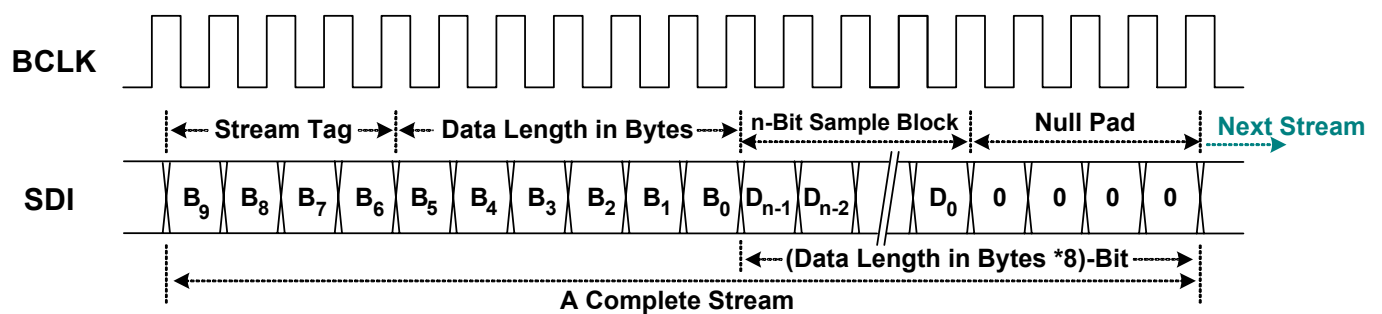 BCLK
Stream Tag Data Length in Bytes n-Bit Sample Block Null Pad Next Stream
SDI B9 B8 B7 B6 B5 B4 B3 B2 B1 B0 Dn-1 Dn-2 D0 0 0 0 0
(Data Length in Bytes *8)-Bit
A Complete Stream